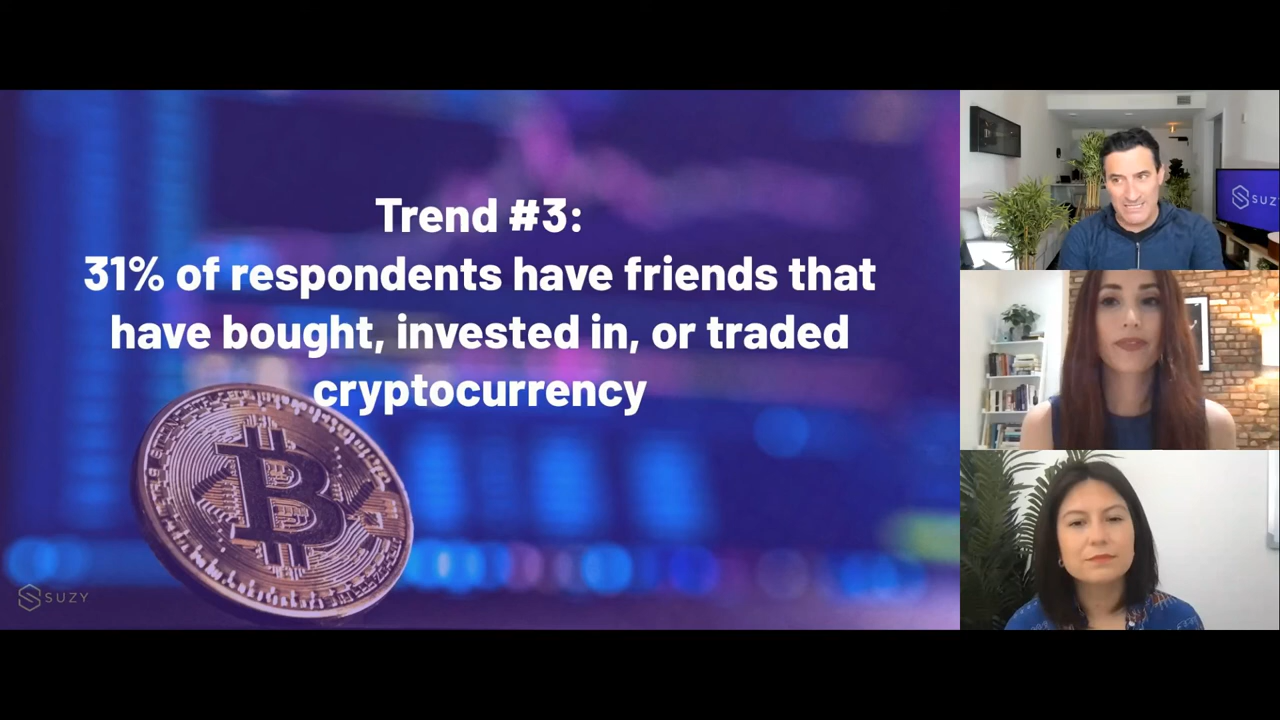 Trend #3:
31% of respondents have friends that
have bought, invested in, or traded
cryptocurrency
SUZY
SUZ